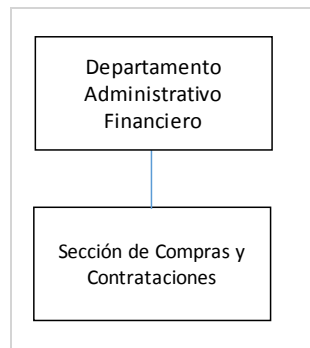 Departamento
Administrativo
Financiero
Sección de Compras y
Contrataciones